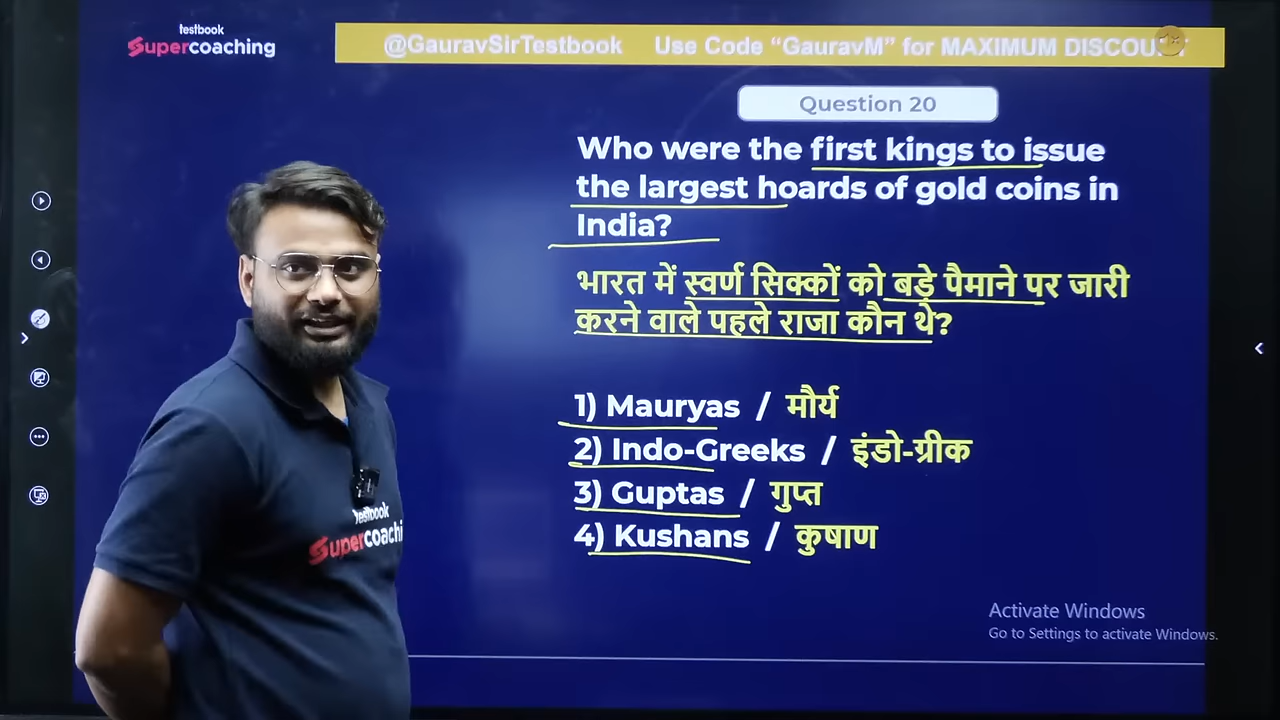 testbook
Supercoaching
@GauravSirTestbook Use Code “GauravM” for MAXIMUM
Question 20
Who were the first kings to issue
the largest hoards of gold coins in
India?
भारत में स्वर्ण सिक्कों को बड़े पैमाने पर जारी
करने वाले पहले राजा कौन थे?
1) Mauryas / मौर्य
2) Indo-Greeks / इंडो-ग्रीक
3) Guptas / गुप्त
4) Kushans / कुषाण
testbook
Supercoachi
Activate Windows
Go to Settings to activate Windows.